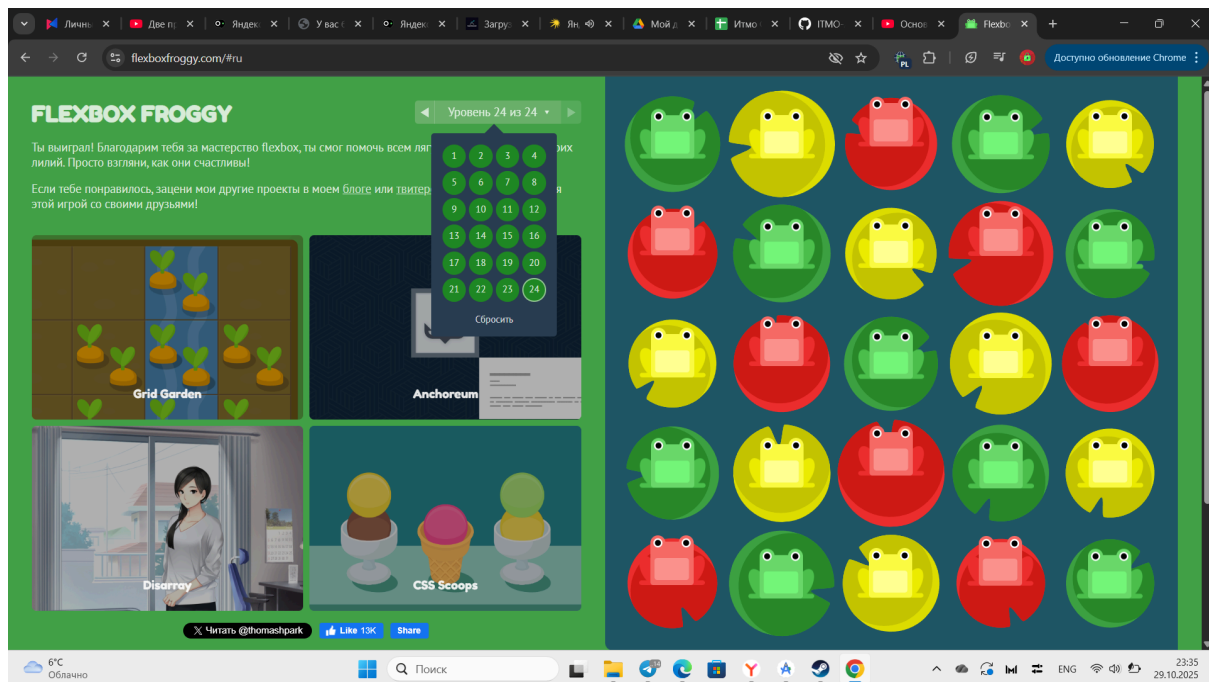 Личны
Две пр
Яндек
У вас
Яндек
Загруз
Ян.
Мой д
Итмо
ITMO-
Основ
Flexbo
flexboxfroggy.com/#ru
Доступно обновление Chrome
FLEXBOX FROGGY
Уровень 24 из 24
Ты выиграл! Благодарим тебя за мастерство flexbox, ты смог помочь всем ляг
лилий. Просто взгляни, как они счастливы!
Если тебе понравилось, зацени мои другие проекты в моем блоге или твитер
этой игрой со своими друзьями!
1 2 3 4
5 6 7 8
9 10 11 12
13 14 15 16
17 18 19 20
21 22 23 24
Сбросить
Grid Garden
Anchoreum
Disarray
CSS Scoops
Читать @thomashpark
Like 13K
Share
6°C
Облачно
Поиск
ENG
23:35
29.10.2025